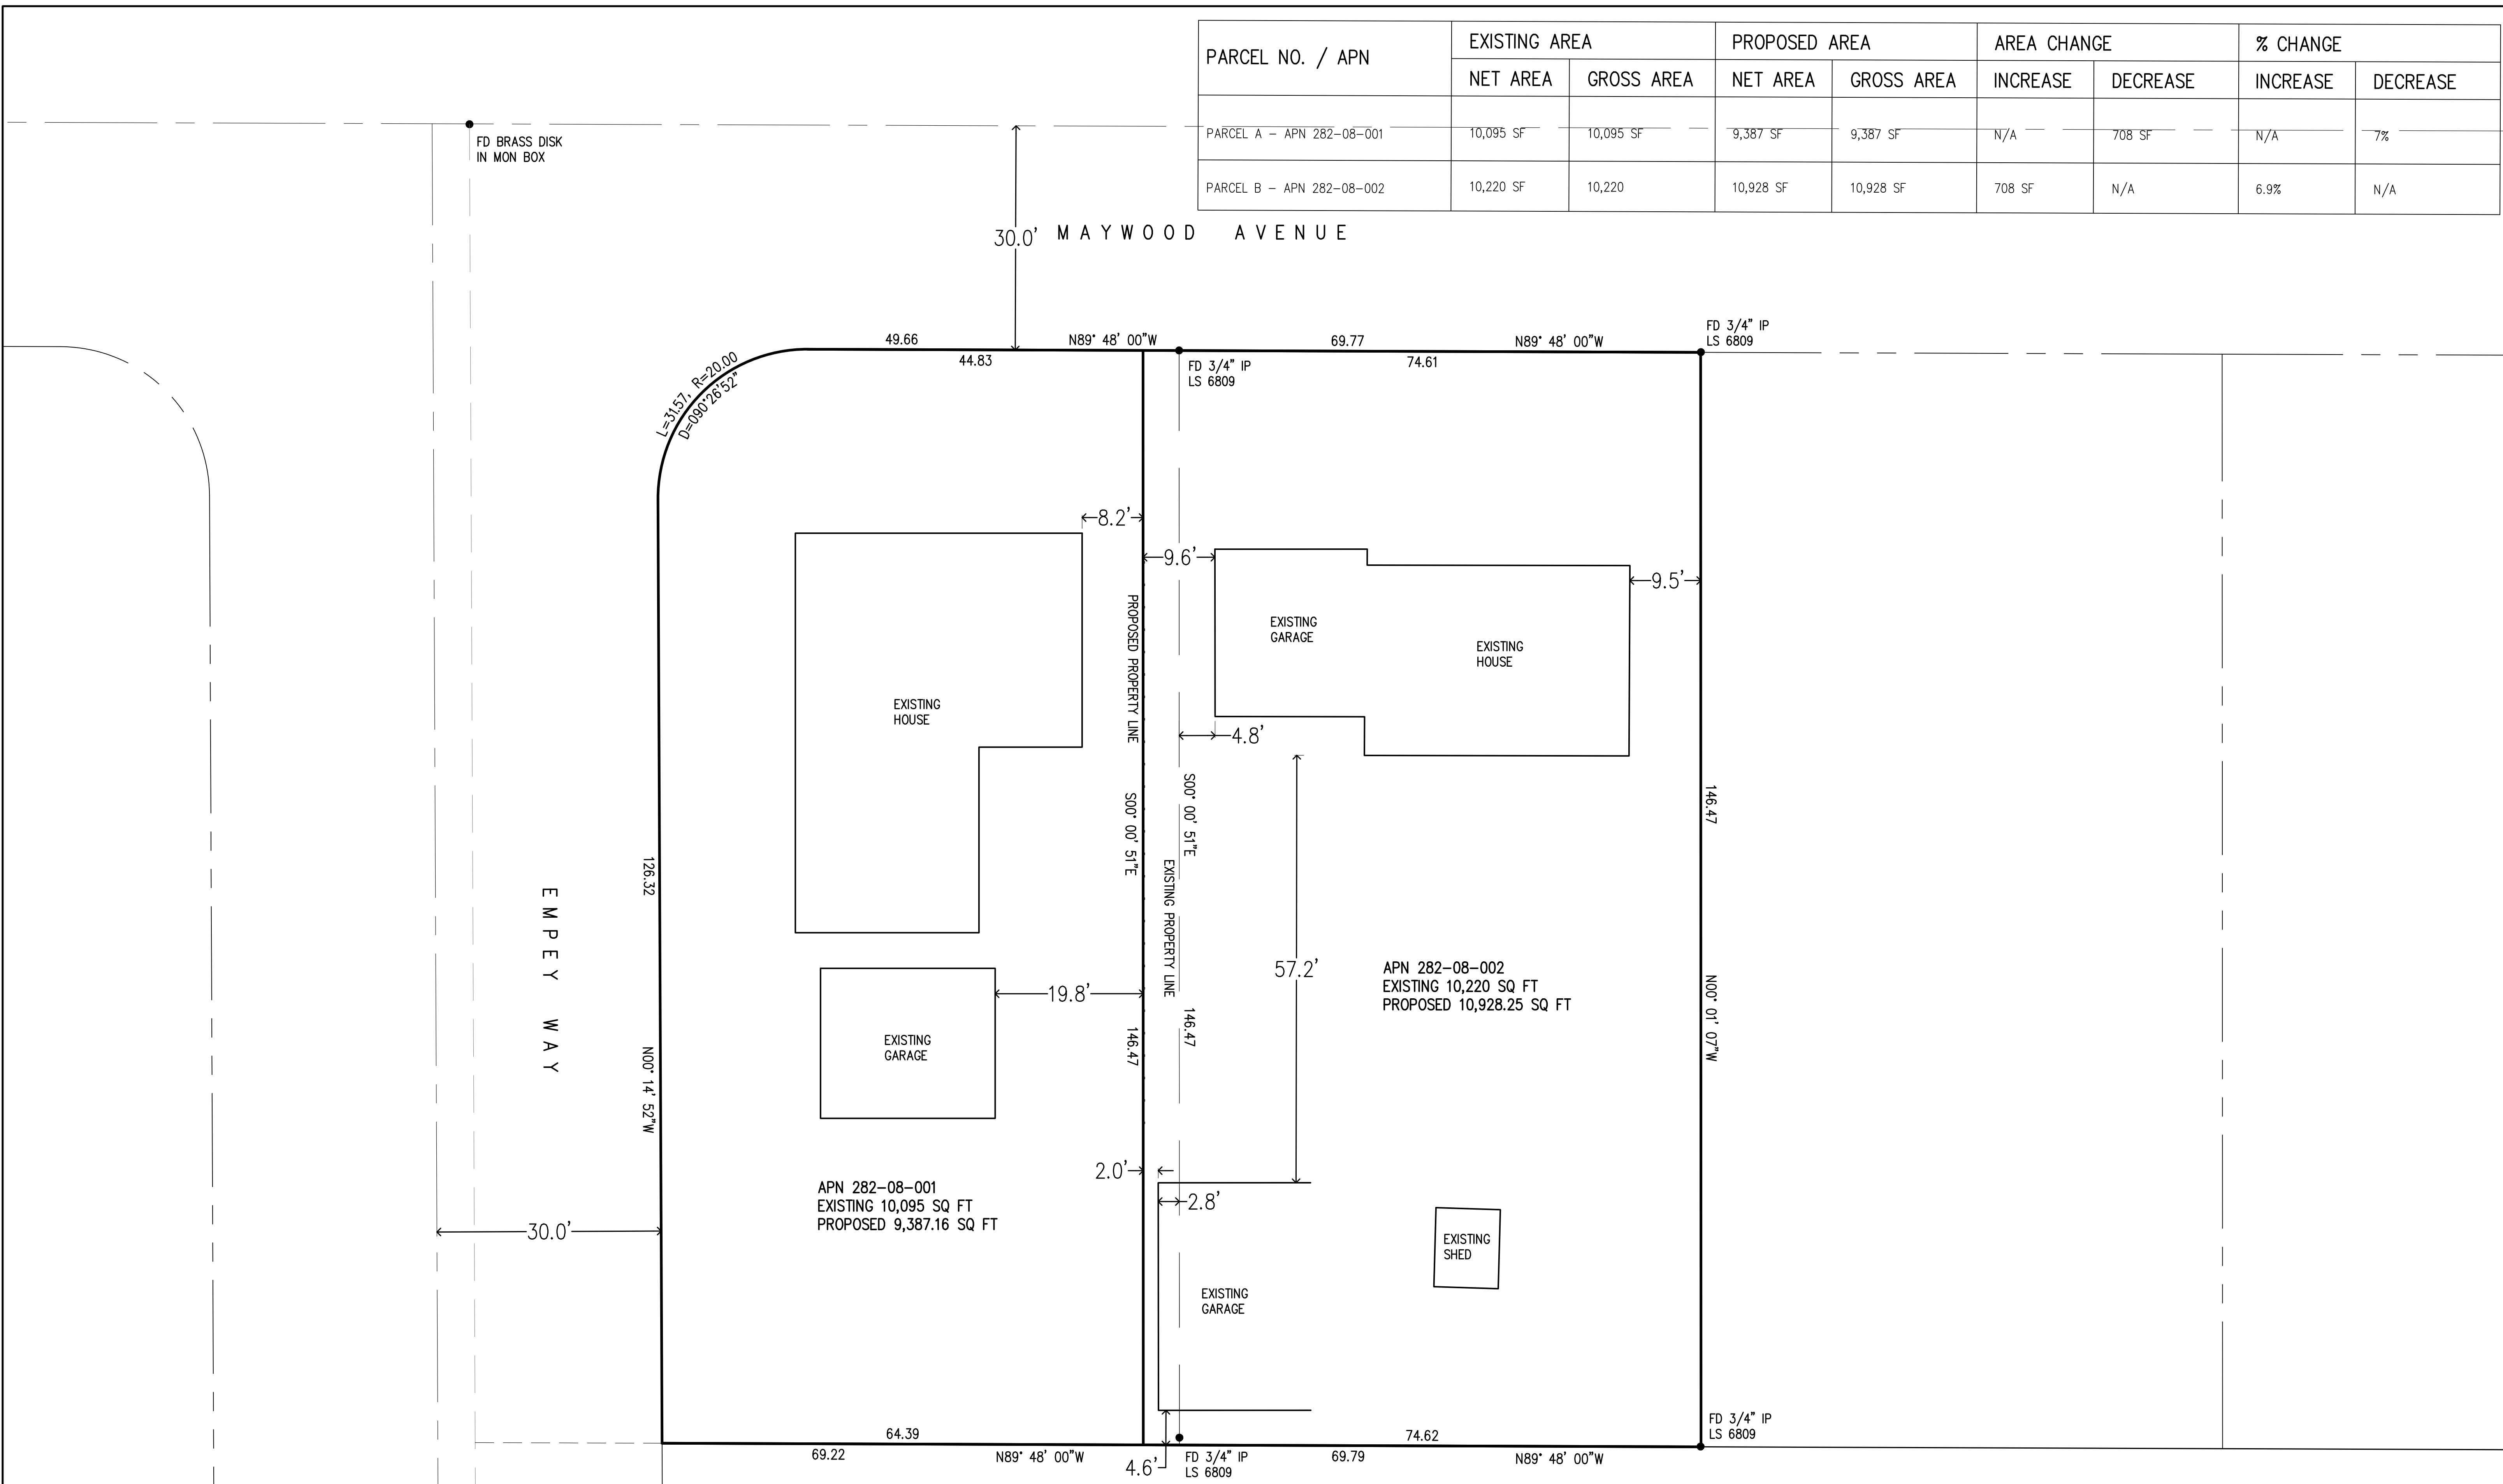 PARCEL NO. / APN
EXISTING AREA
PROPOSED AREA
AREA CHANGE
% CHANGE
NET AREA
GROSS AREA
NET AREA
GROSS AREA
INCREASE
DECREASE
INCREASE
DECREASE
PARCEL A - APN 282-08-001
10,095 SF
10,095 SF
9,387 SF
9,387 SF
N/A
708 SF
N/A
7%
PARCEL B - APN 282-08-002
10,220 SF
10,220
10,928 SF
10,928 SF
708 SF
N/A
6.9%
N/A
FD BRASS DISK
IN MON BOX
30.0'
MAYWOOD AVENUE
49.66
N89° 48' 00"W
69.77
N89° 48' 00"W
FD 3/4" IP
LS 6809
44.83
FD 3/4" IP
LS 6809
74.61
L=31.57, R=20.00
D=090°26'52"
8.2'
9.6'
9.5'
PROPOSED PROPERTY LINE
EXISTING
GARAGE
EXISTING
HOUSE
EXISTING
HOUSE
4.8'
S00° 00' 51"E
S00° 00' 51"E
146.47
126.32
EMPEY WAY
EXISTING PROPERTY LINE
57.2'
APN 282-08-002
EXISTING 10,220 SQ FT
PROPOSED 10,928.25 SQ FT
19.8'
N00° 01' 07"W
EXISTING
GARAGE
146.47
146.47
N00° 14' 52"W
2.0'
2.8'
APN 282-08-001
EXISTING 10,095 SQ FT
PROPOSED 9,387.16 SQ FT
30.0'
EXISTING
SHED
EXISTING
GARAGE
64.39
74.62
FD 3/4" IP
LS 6809
69.22
N89° 48' 00"W
4.6'
FD 3/4" IP
LS 6809
69.79
N89° 48' 00"W